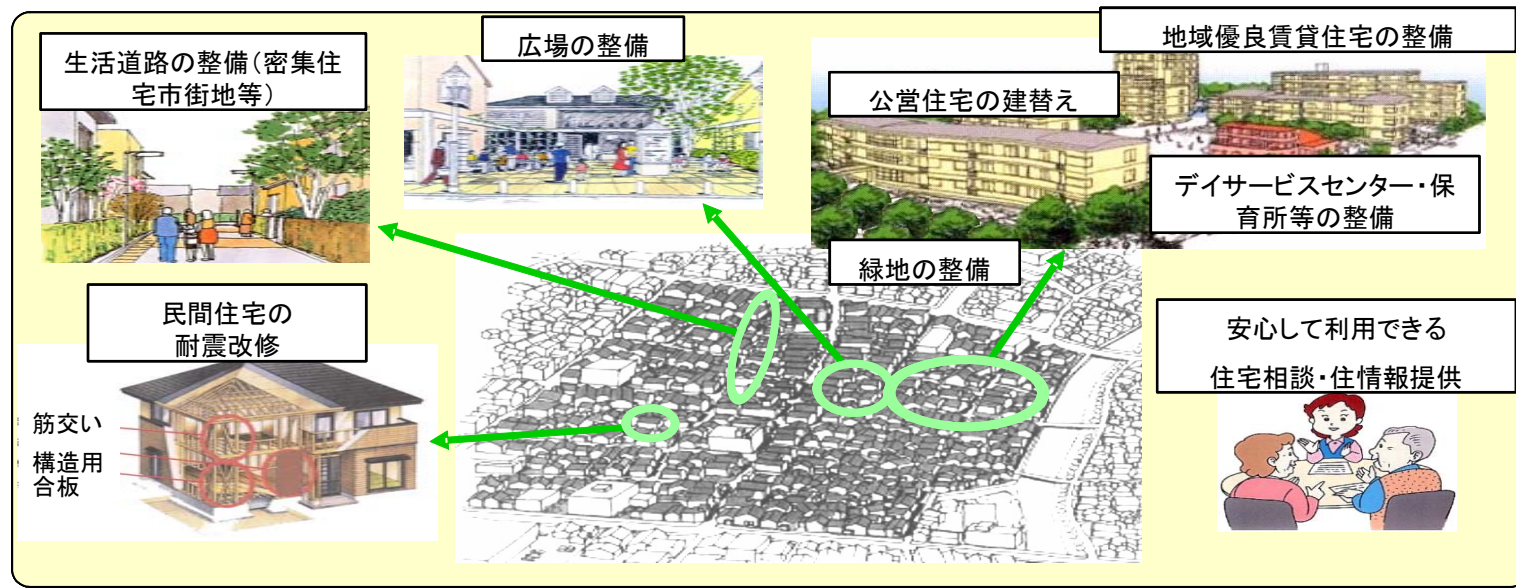 生活道路の整備(密集住
宅市街地等)
広場の整備
地域優良賃貸住宅の整備
公営住宅の建替え
デイサービスセンター・保
育所等の整備
緑地の整備
民間住宅の
耐震改修
筋交い
構造用
合板
安心して利用できる
住宅相談・住情報提供